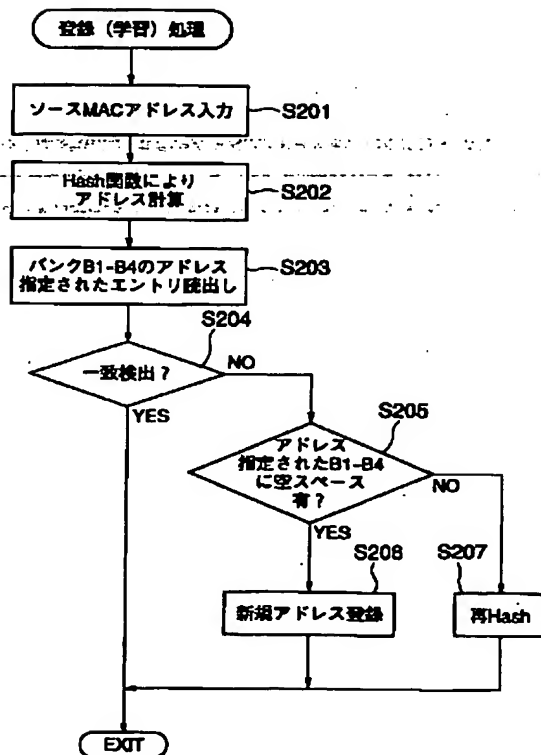 登録（学習）処理
ソースMACアドレス入力
S201
Hash関数により
アドレス計算
S202
バンクB1-B4のアドレス
指定されたエントリ読出し
S203
S204
一致検出？
NO
YES
S205
アドレス
指定されたB1-B4
に空スペース
有？
NO
YES
S208
新規アドレス登録
S207
再Hash
EXIT